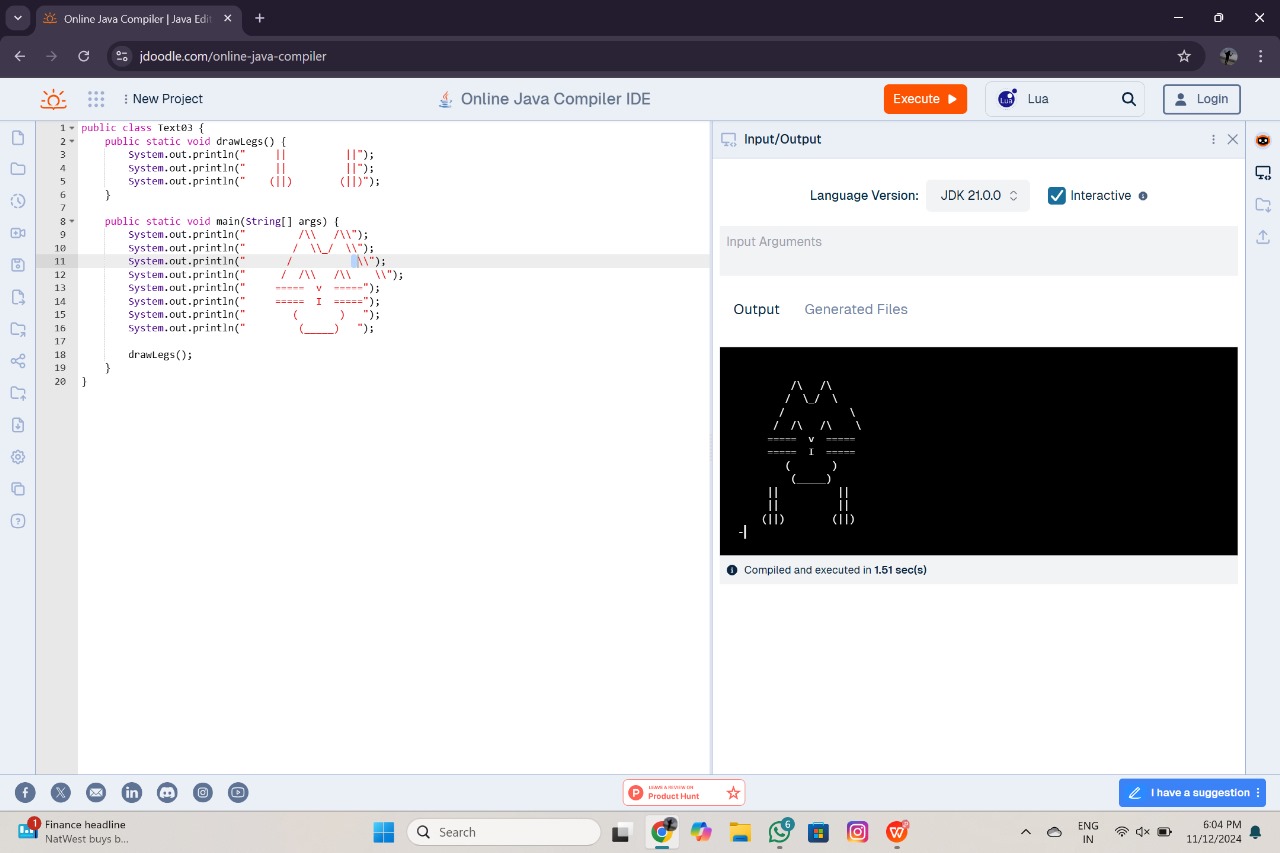 Online Java Compiler | Java Edi
jdoodle.com/online-java-compiler
New Project
Online Java Compiler IDE
Execute
Lua
Login
1 public class Text03 {
2     public static void drawLegs() {
3         System.out.println("     ||          ||");
4         System.out.println("     ||          ||");
5         System.out.println("    (||)        (||)");
6     }
7
8     public static void main(String[] args) {
9         System.out.println("         /\\   /\\");
10         System.out.println("        /  \\_/  \\");
11         System.out.println("       /           \\");
12         System.out.println("      /  /\\   /\\    \\");
13         System.out.println("     =====  v  =====");
14         System.out.println("     =====  I  =====");
15         System.out.println("        (       )   ");
16         System.out.println("         (_____)   ");
17
18         drawLegs();
19     }
20 }
Input/Output
Language Version: JDK 21.0.0 Interactive
Input Arguments
Output Generated Files
         /\   /\
        /  \_/  \
       /           \
      /  /\   /\    \
     =====  v  =====
     =====  I  =====
        (       )
         (_____)
     ||          ||
     ||          ||
    (||)        (||)
-
Compiled and executed in 1.51 sec(s)
LEAVE A REVIEW ON
Product Hunt
I have a suggestion
1
Finance headline
NatWest buys b...
Search
6
ENG
IN
6:04 PM
11/12/2024